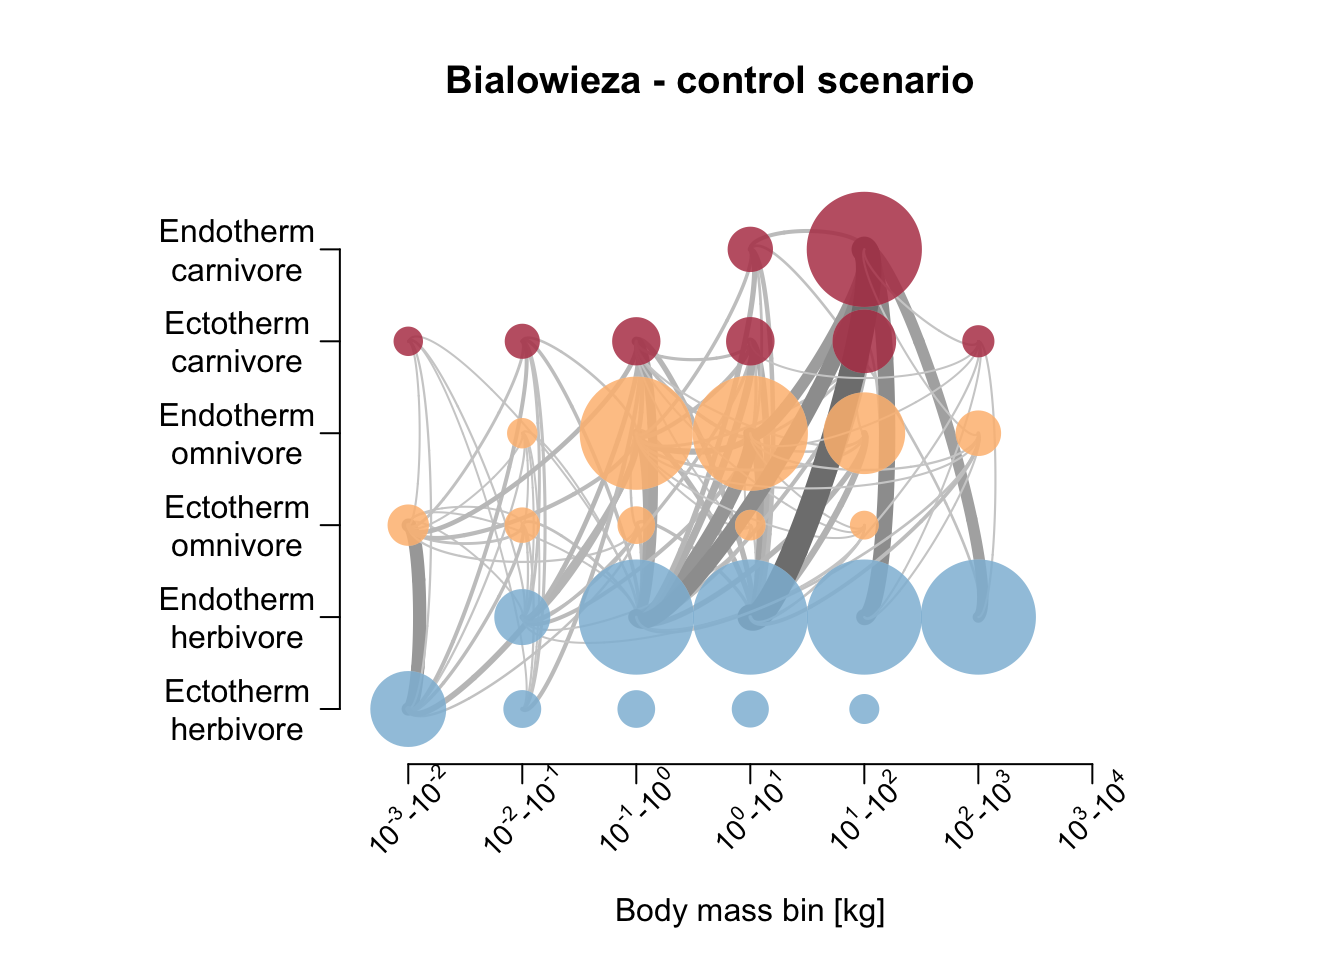 Bialowieza - control scenario
Endotherm
carnivore
Ectotherm
carnivore
Endotherm
omnivore
Ectotherm
omnivore
Endotherm
herbivore
Ectotherm
herbivore
10⁻³-10⁻²
10⁻²-10⁻¹
10⁻¹-10⁰
10⁰-10¹
10¹-10²
10²-10³
10³-10⁴
Body mass bin [kg]